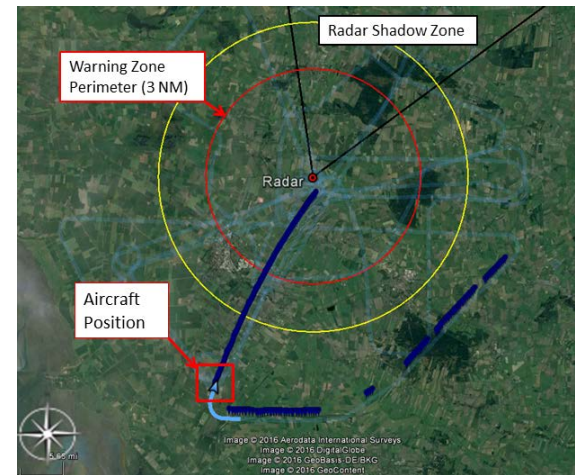 Radar Shadow Zone
Warning Zone
Perimeter (3 NM)
Radar
Aircraft
Position
Image © 2016 Aerodata International Surveys
Image © 2016 DigitalGlobe
Image © 2016 GeoBasis-DE/BKG
Image © 2016 GeoContent